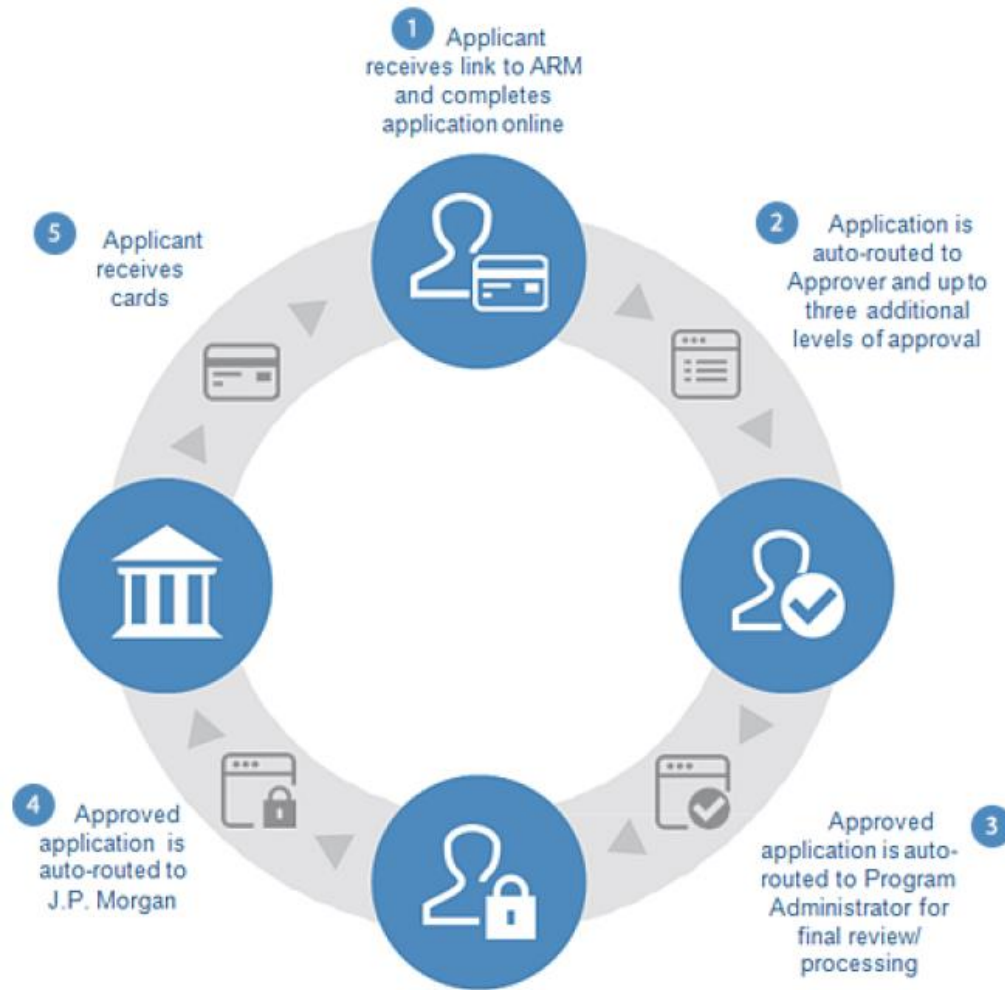 1 Applicant
receives link to ARM
and completes
application online
2 Application is
auto-routed to
Approver and up to
three additional
levels of approval
Approved 3
application is auto-
routed to Program
Administrator for
final review/
processing
4 Approved
application is
auto-routed to
J.P. Morgan
5 Applicant
receives
cards